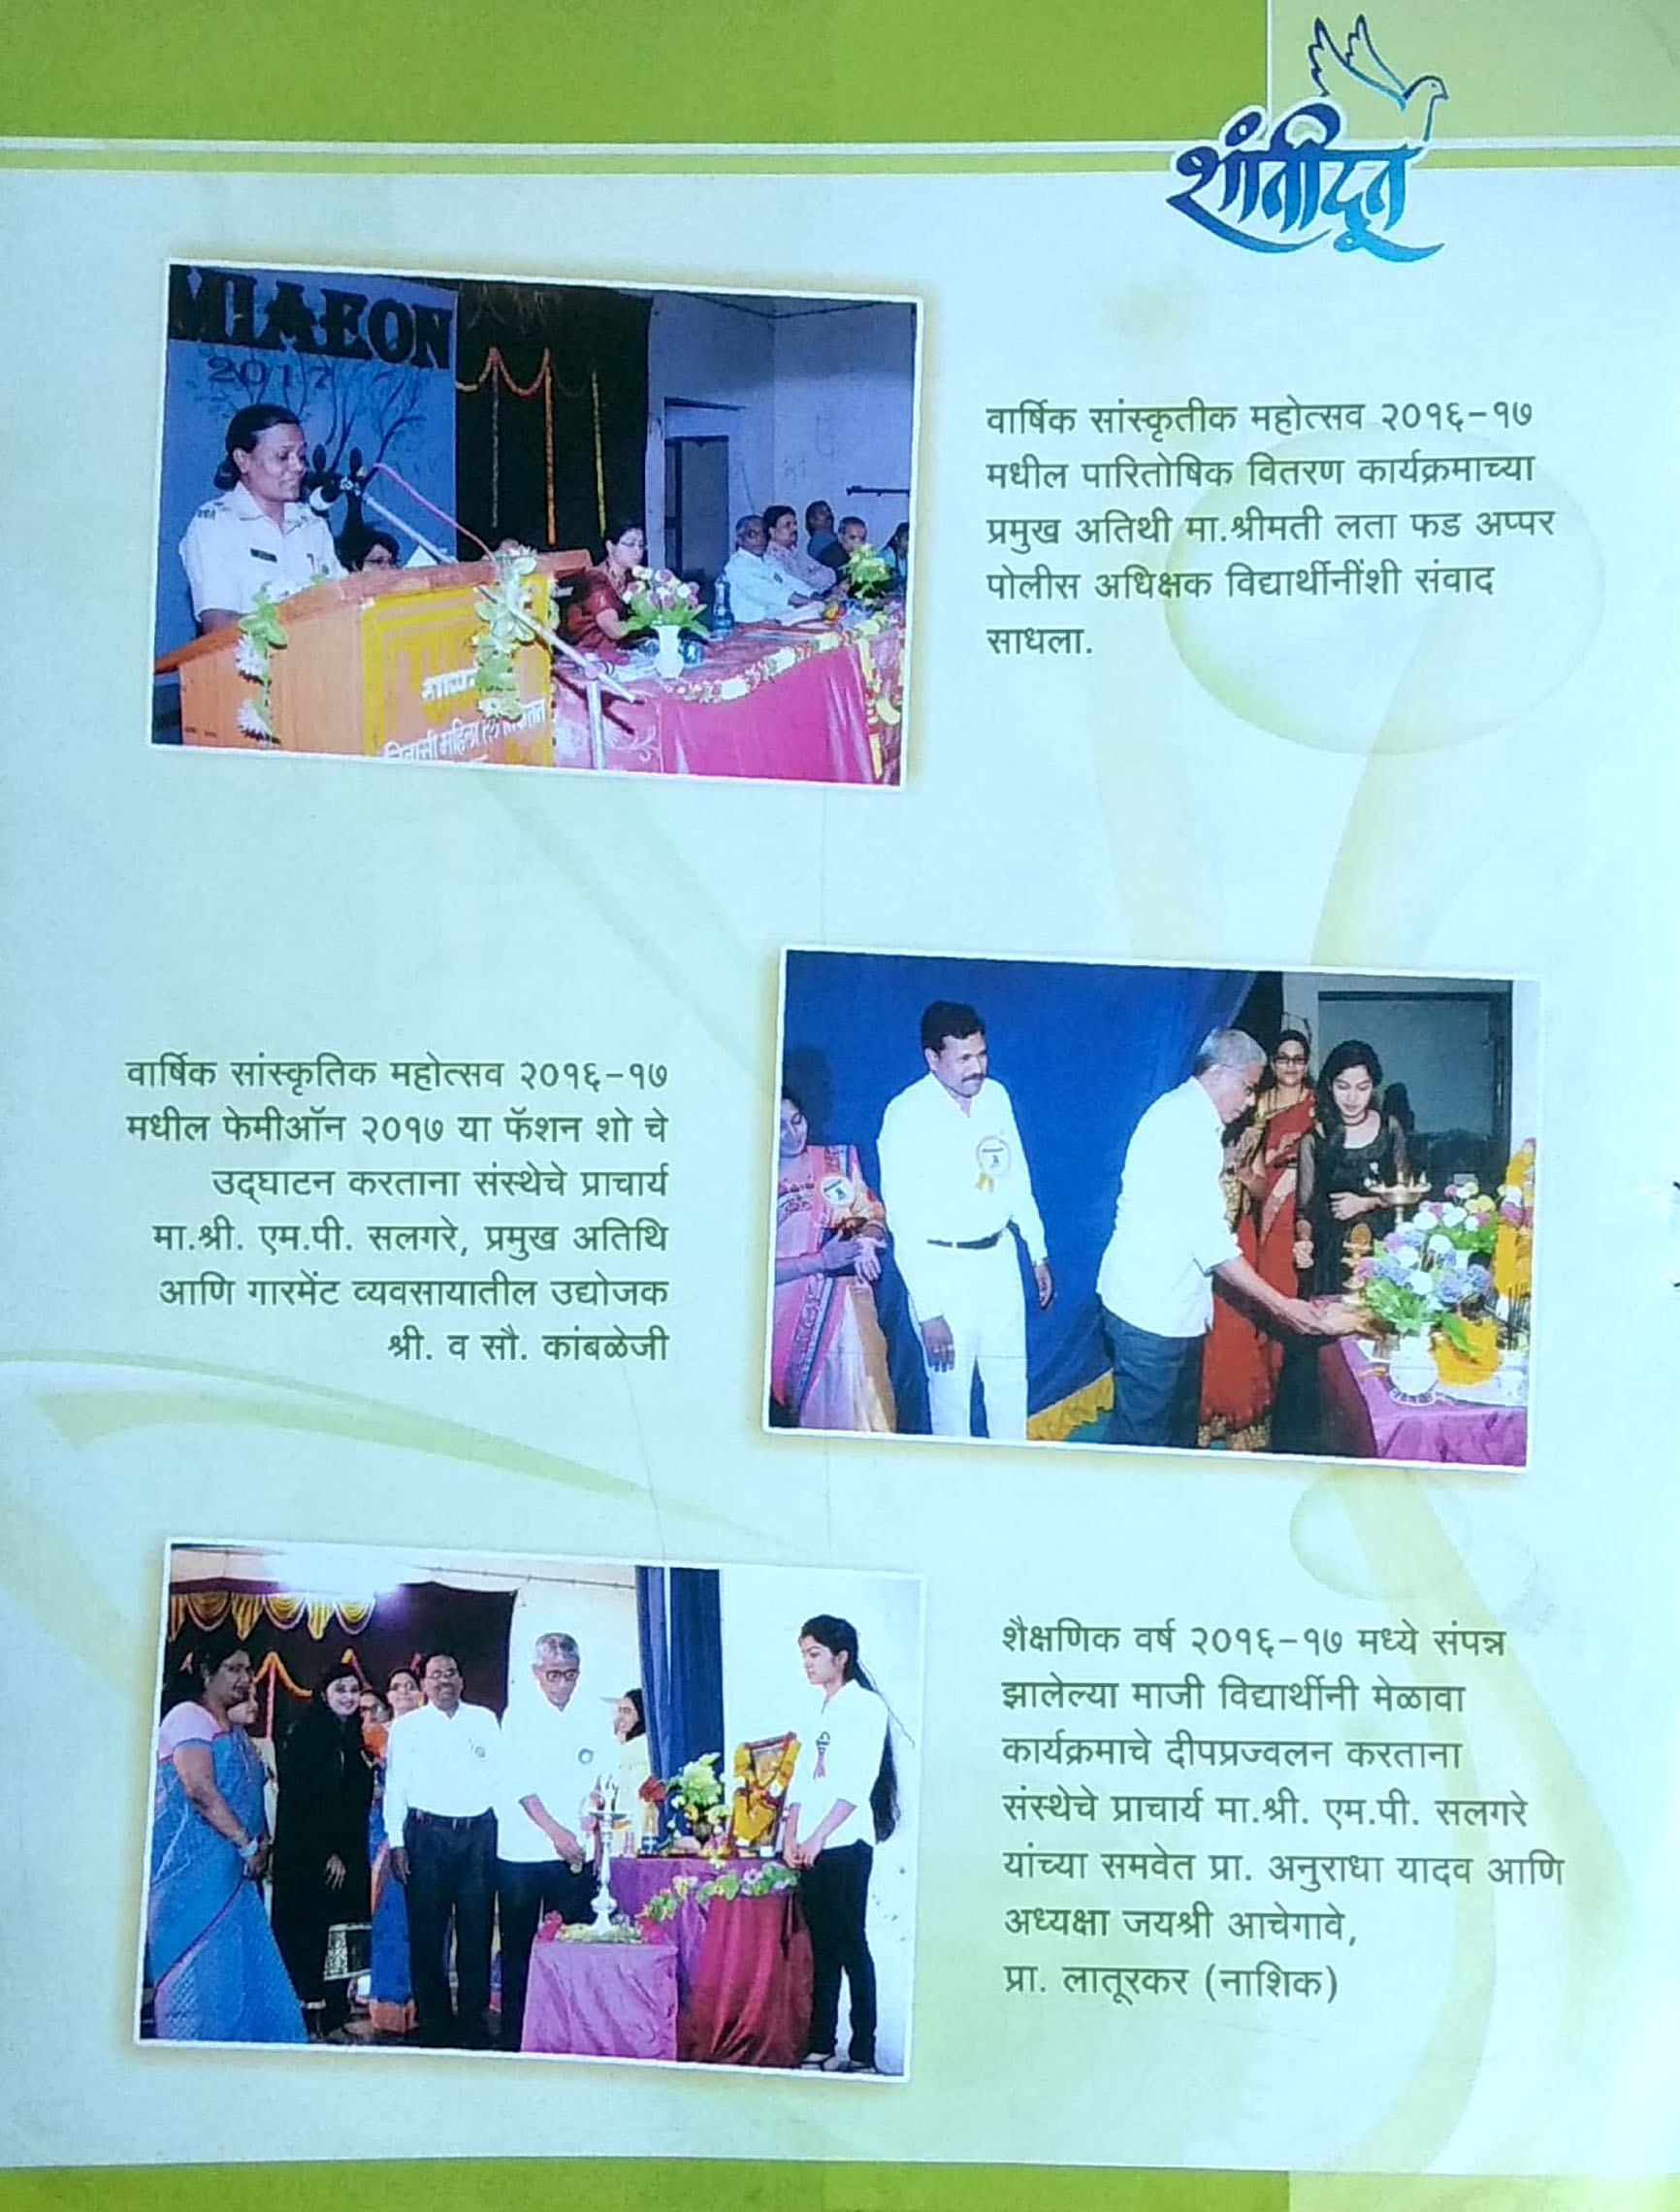 शांतीदूत
MIAEON
2017
वार्षिक सांस्कृतीक महोत्सव २०१६-१७
मधील पारितोषिक वितरण कार्यक्रमाच्या
प्रमुख अतिथी मा.श्रीमती लता फड अप्पर
पोलीस अधिक्षक विद्यार्थीनींशी संवाद
साधला.
वार्षिक सांस्कृतिक महोत्सव २०१६-१७
मधील फेमीऑन २०१७ या फॅशन शो चे
उद्‌घाटन करताना संस्थेचे प्राचार्य
मा.श्री. एम.पी. सलगरे, प्रमुख अतिथि
आणि गारमेंट व्यवसायातील उद्योजक
श्री. व सौ. कांबळेजी
शैक्षणिक वर्ष २०१६-१७ मध्ये संपन्न
झालेल्या माजी विद्यार्थीनी मेळावा
कार्यक्रमाचे दीपप्रज्वलन करताना
संस्थेचे प्राचार्य मा.श्री. एम.पी. सलगरे
यांच्या समवेत प्रा. अनुराधा यादव आणि
अध्यक्षा जयश्री आचेगावे,
प्रा. लातूरकर (नाशिक)